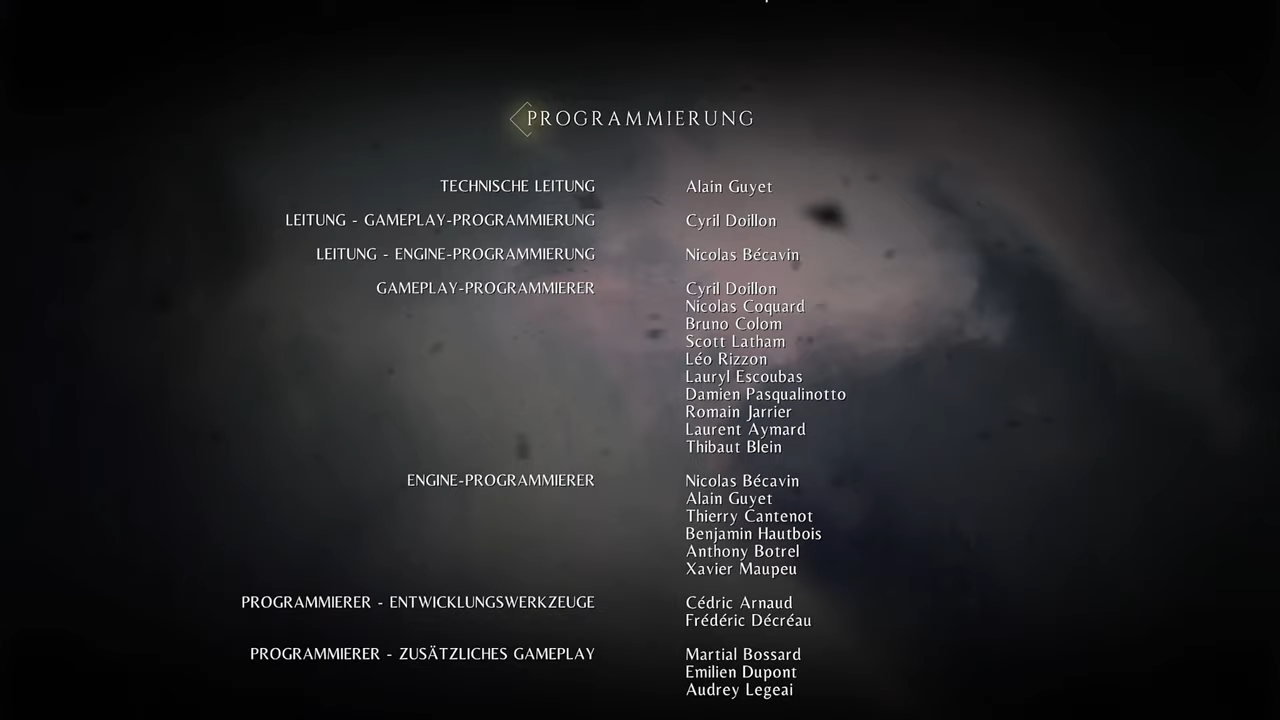 PROGRAMMIERUNG
TECHNISCHE LEITUNG Alain Guyet
LEITUNG - GAMEPLAY-PROGRAMMIERUNG Cyril Doillon
LEITUNG - ENGINE-PROGRAMMIERUNG Nicolas Bécavin
GAMEPLAY-PROGRAMMIERER Cyril Doillon
Nicolas Coquard
Bruno Colom
Scott Latham
Léo Rizzon
Lauryl Escoubas
Damien Pasqualinotto
Romain Jarrier
Laurent Aymard
Thibaut Blein
ENGINE-PROGRAMMIERER Nicolas Bécavin
Alain Guyet
Thierry Cantenot
Benjamin Hautbois
Anthony Botrel
Xavier Maupeu
PROGRAMMIERER - ENTWICKLUNGSWERKZEUGE Cédric Arnaud
Frédéric Décréau
PROGRAMMIERER - ZUSÄTZLICHES GAMEPLAY Martial Bossard
Emilien Dupont
Audrey Legeai